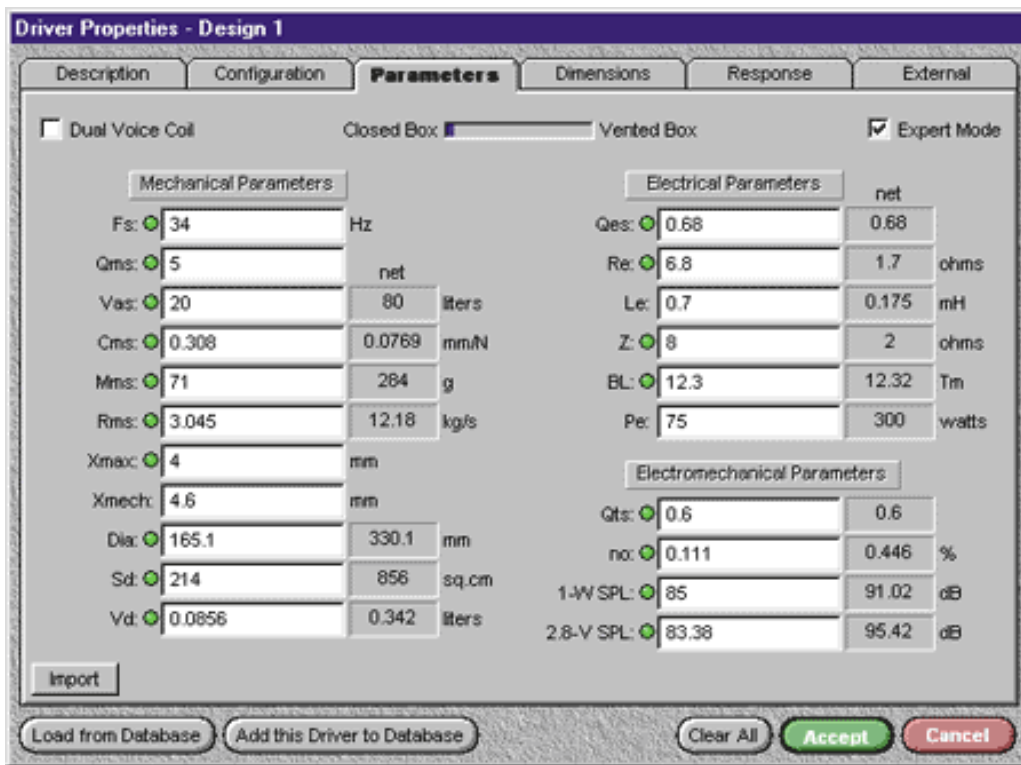 Driver Properties - Design 1
Description Configuration Parameters Dimensions Response External
Dual Voice Coil Closed Box Vented Box Expert Mode
Mechanical Parameters
Fs: 34 Hz
Qms: 5 net
Vas: 20 80 liters
Cms: 0.308 0.0769 mm/N
Mms: 71 284 g
Rms: 3.045 12.18 kg/s
Xmax: 4 mm
Xmech: 4.6 mm
Dia: 165.1 330.1 mm
Sd: 214 856 sq.cm
Vd: 0.0856 0.342 liters
Electrical Parameters net
Qes: 0.68 0.68
Re: 6.8 1.7 ohms
Le: 0.7 0.175 mH
Z: 8 2 ohms
BL: 12.3 12.32 Tm
Pe: 75 300 watts
Electromechanical Parameters
Qts: 0.6 0.6
no: 0.111 0.446 %
1-W SPL: 85 91.02 dB
2.8-V SPL: 83.38 95.42 dB
Import
Load from Database Add this Driver to Database Clear All Accept Cancel